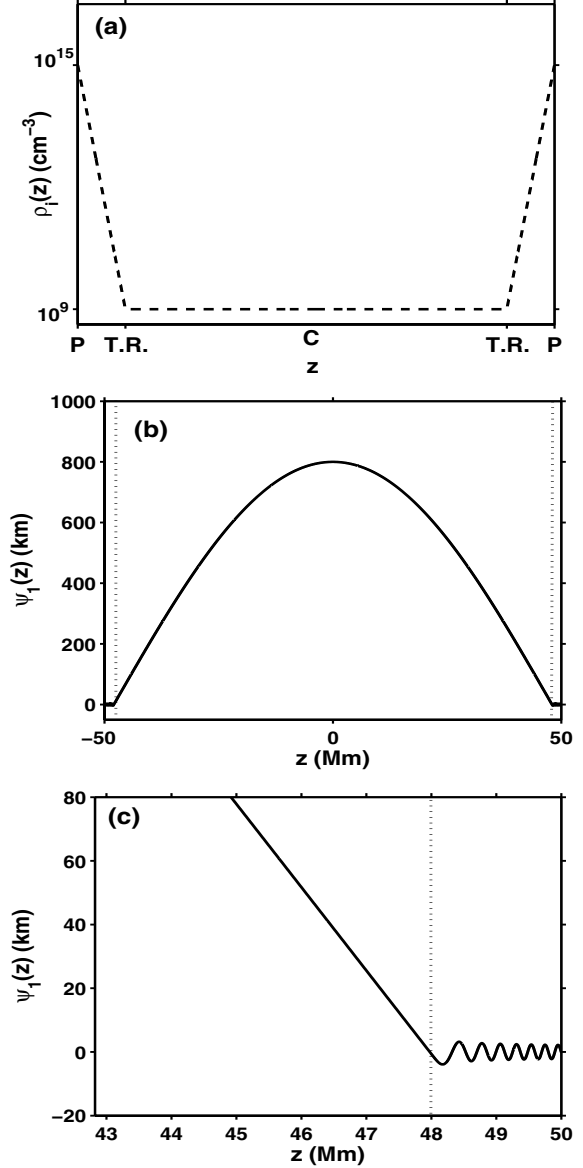 (a)
10¹⁵
ρᵢ(z) (cm⁻³)
10⁹
P T.R. C T.R. P
z
(b)
1000
800
600
400
200
0
ψ₁(z) (km)
−50 0 50
z (Mm)
(c)
80
60
40
20
0
−20
ψ₁(z) (km)
43 44 45 46 47 48 49 50
z (Mm)